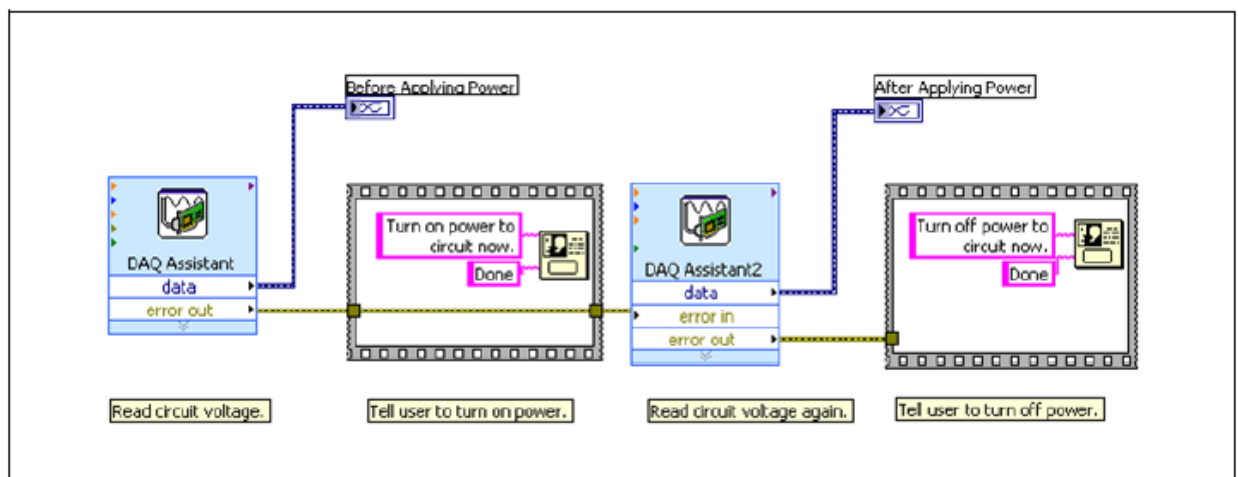 Before Applying Power
After Applying Power
DAQ Assistant
data
error out
Turn on power to
circuit now.
Done
DAQ Assistant2
data
error in
error out
Turn off power to
circuit now.
Done
Read circuit voltage.
Tell user to turn on power.
Read circuit voltage again.
Tell user to turn off power.